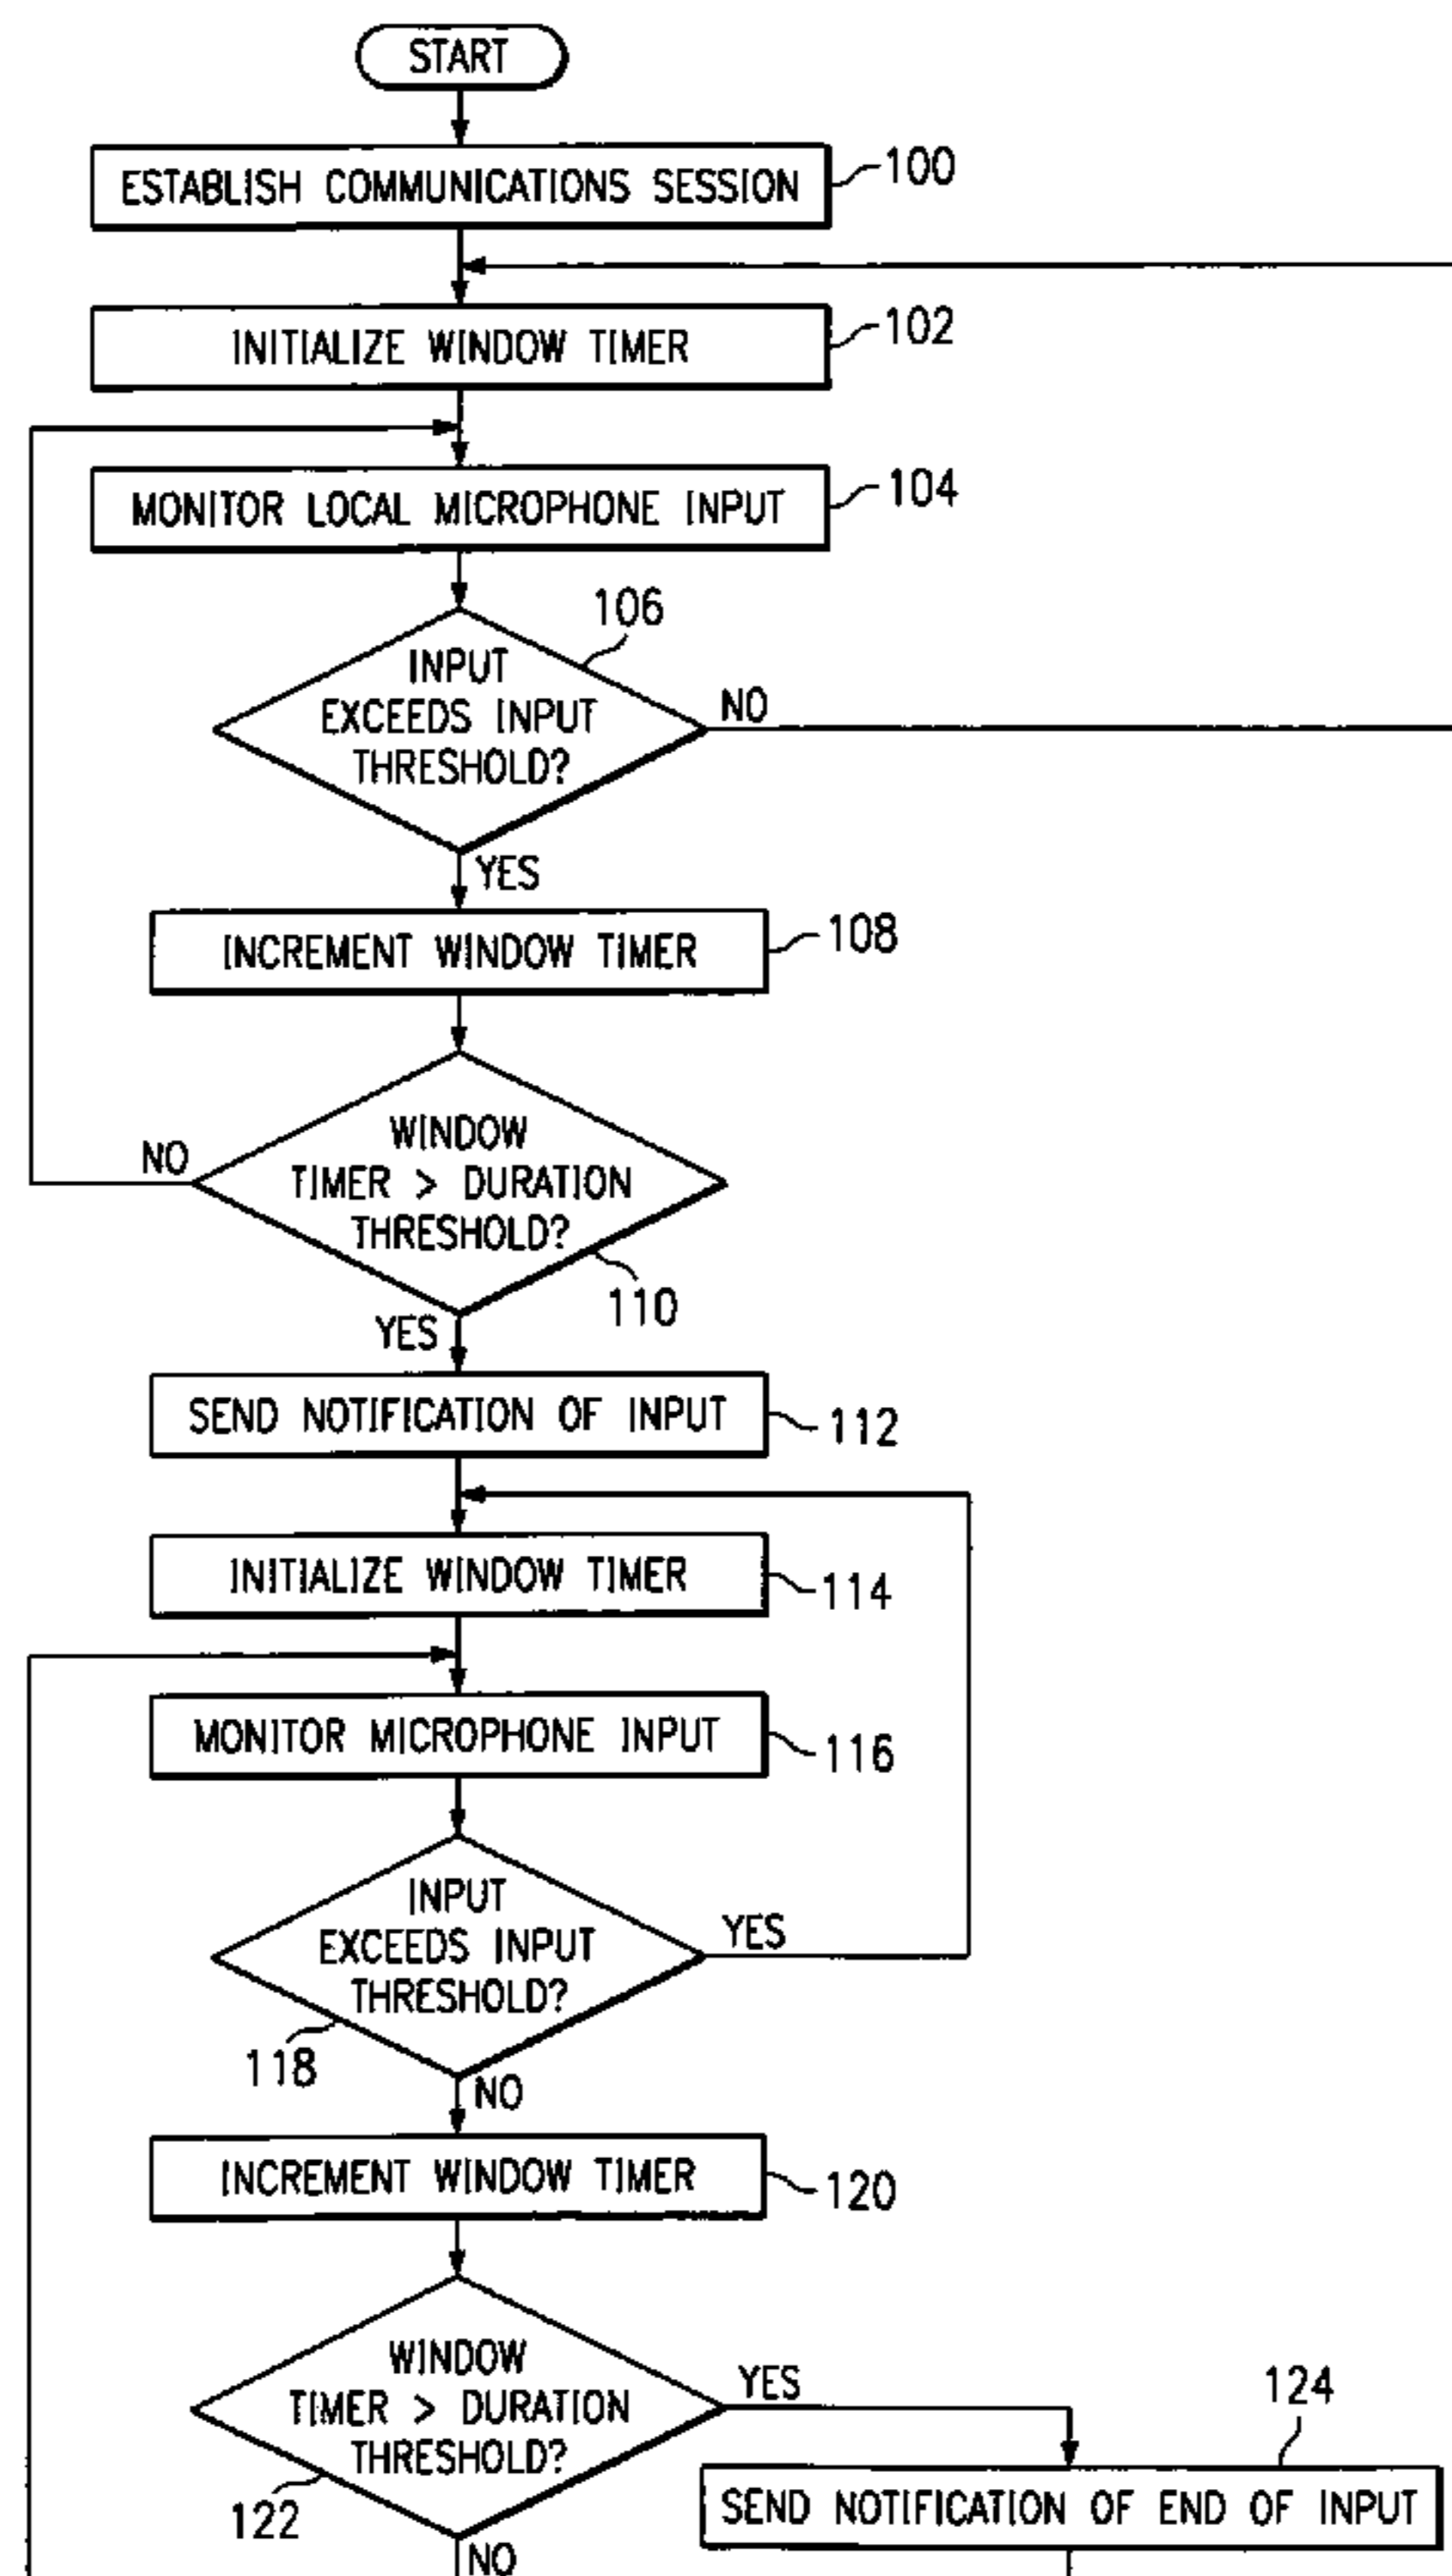 START
ESTABLISH COMMUNICATIONS SESSION
100
INITIALIZE WINDOW TIMER
102
MONITOR LOCAL MICROPHONE INPUT
104
106
INPUT
EXCEEDS INPUT
THRESHOLD?
NO
YES
INCREMENT WINDOW TIMER
108
WINDOW
TIMER > DURATION
THRESHOLD?
NO
110
YES
SEND NOTIFICATION OF INPUT
112
INITIALIZE WINDOW TIMER
114
MONITOR MICROPHONE INPUT
116
INPUT
EXCEEDS INPUT
THRESHOLD?
YES
118
NO
INCREMENT WINDOW TIMER
120
WINDOW
TIMER > DURATION
THRESHOLD?
YES
124
SEND NOTIFICATION OF END OF INPUT
122
NO